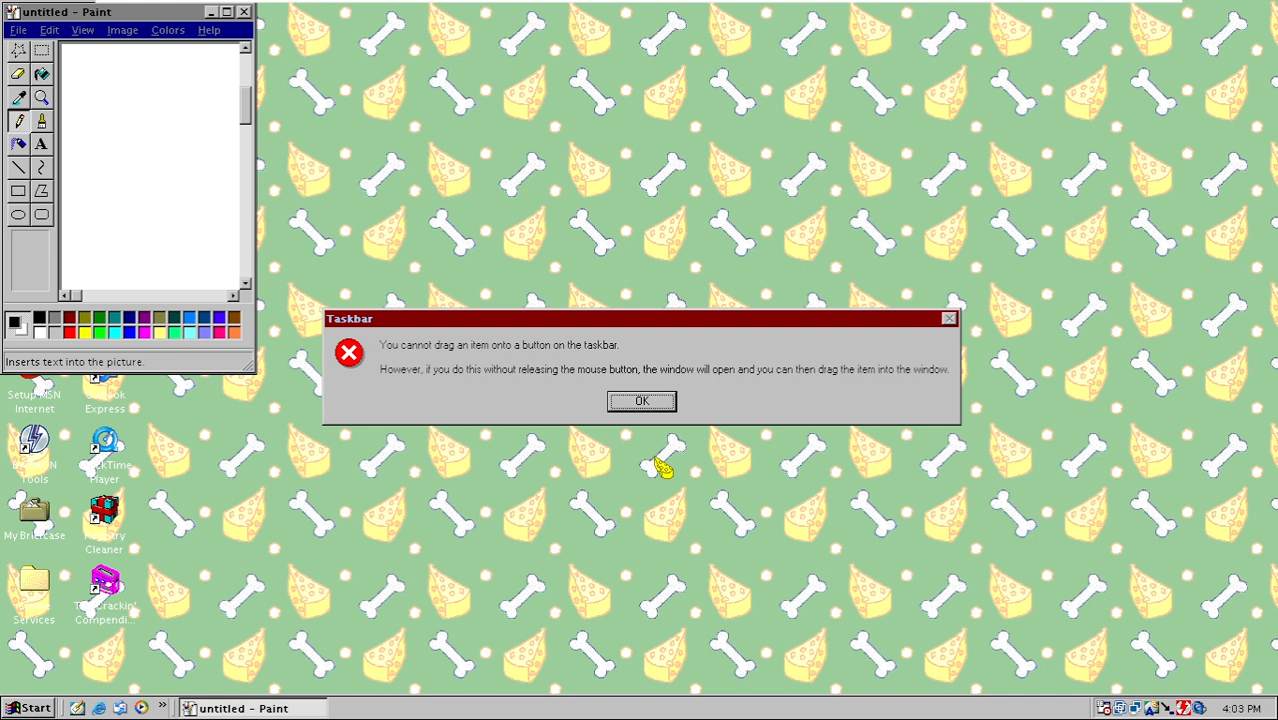 untitled - Paint
File Edit View Image Colors Help
Inserts text into the picture.
Taskbar
You cannot drag an item onto a button on the taskbar.
However, if you do this without releasing the mouse button, the window will open and you can then drag the item into the window.
OK
Setup MSN
Internet
Express
Tools
Player
My Briefcase
Registry
Cleaner
Services
Crackin'
Compendi...
Start
untitled - Paint
4:03 PM